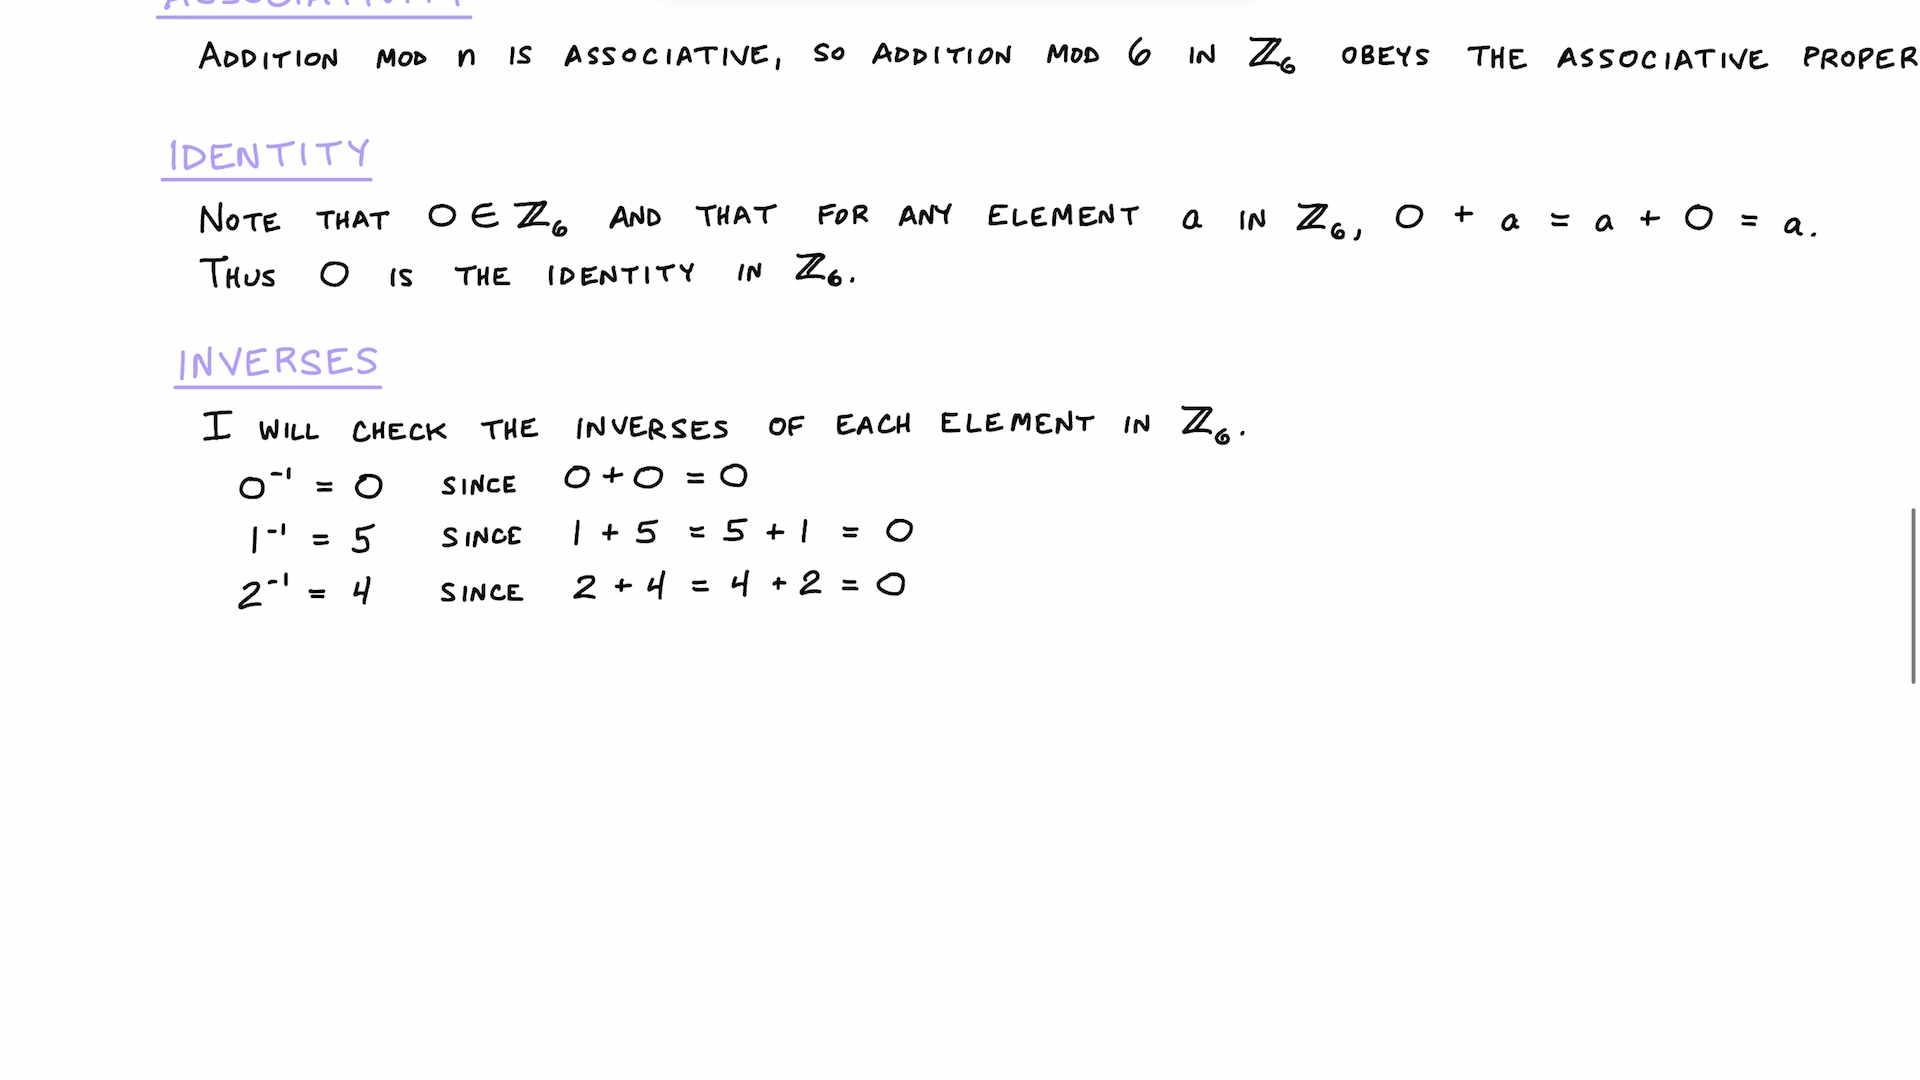 ADDITION MOD n IS ASSOCIATIVE, SO ADDITION MOD 6 IN ℤ₆ OBEYS THE ASSOCIATIVE PROPER
IDENTITY
NOTE THAT 0 ∈ ℤ₆ AND THAT FOR ANY ELEMENT a IN ℤ₆, 0 + a = a + 0 = a.
THUS 0 IS THE IDENTITY IN ℤ₆.
INVERSES
I WILL CHECK THE INVERSES OF EACH ELEMENT IN ℤ₆.
0⁻¹ = 0 SINCE 0 + 0 = 0
1⁻¹ = 5 SINCE 1 + 5 = 5 + 1 = 0
2⁻¹ = 4 SINCE 2 + 4 = 4 + 2 = 0